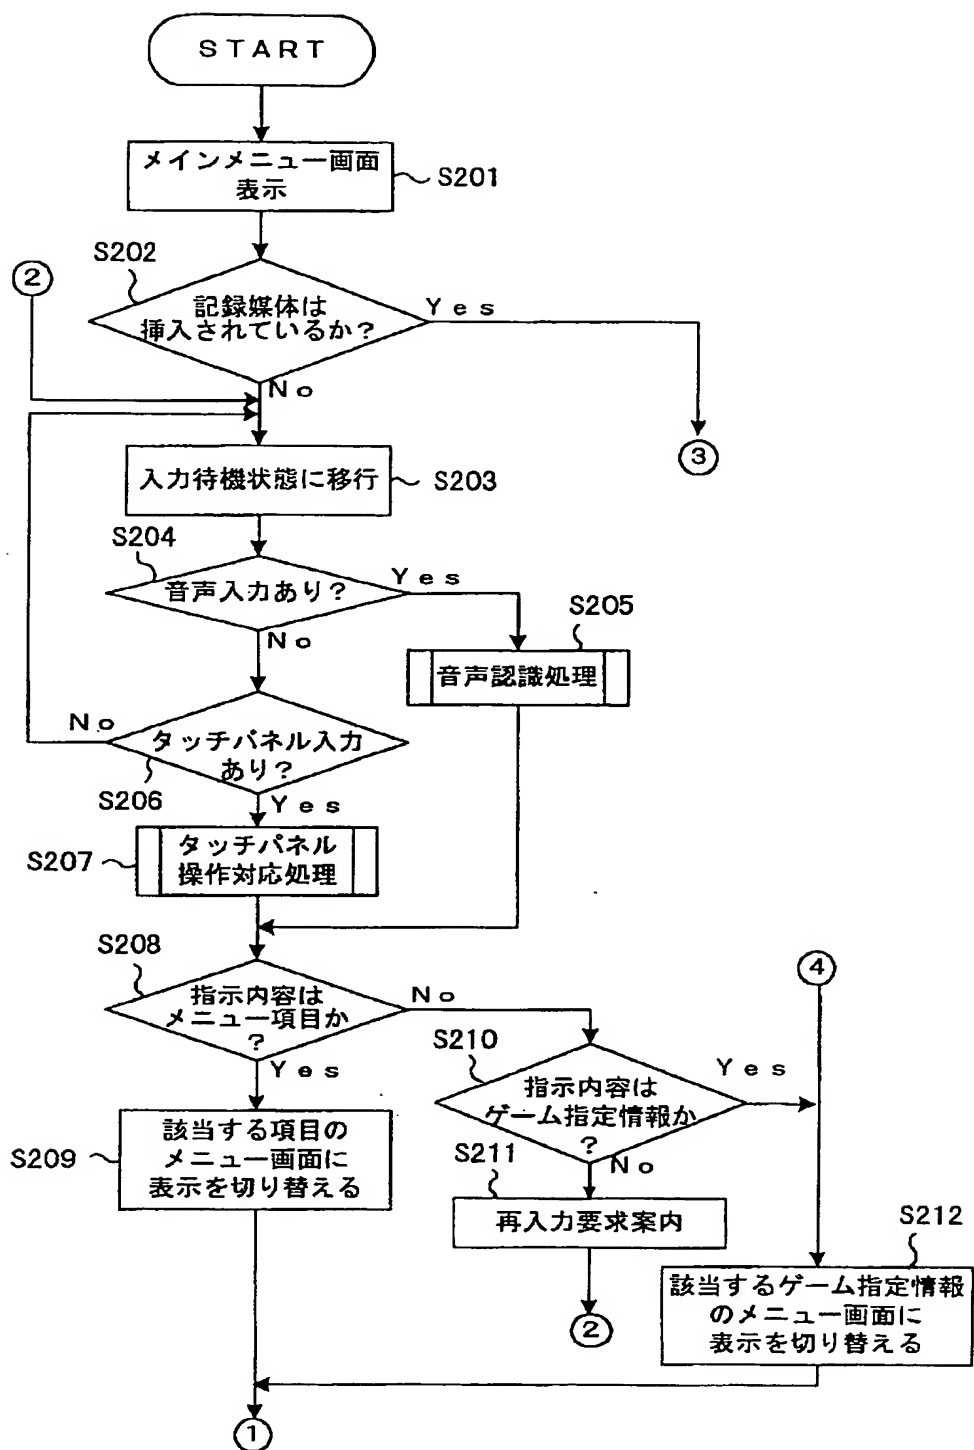 START
メインメニュー画面
表示
S201
S202
②
記録媒体は
挿入されているか？
Yes
No
③
入力待機状態に移行
S203
S204
音声入力あり？
Yes
No
S205
音声認識処理
No
タッチパネル入力
あり？
S206
Yes
S207
タッチパネル
操作対応処理
S208
指示内容は
メニュー項目か
？
No
Yes
④
S210
指示内容は
ゲーム指定情報か
？
Yes
No
S209
該当する項目の
メニュー画面に
表示を切り替える
S211
再入力要求案内
②
S212
該当するゲーム指定情報
のメニュー画面に
表示を切り替える
①